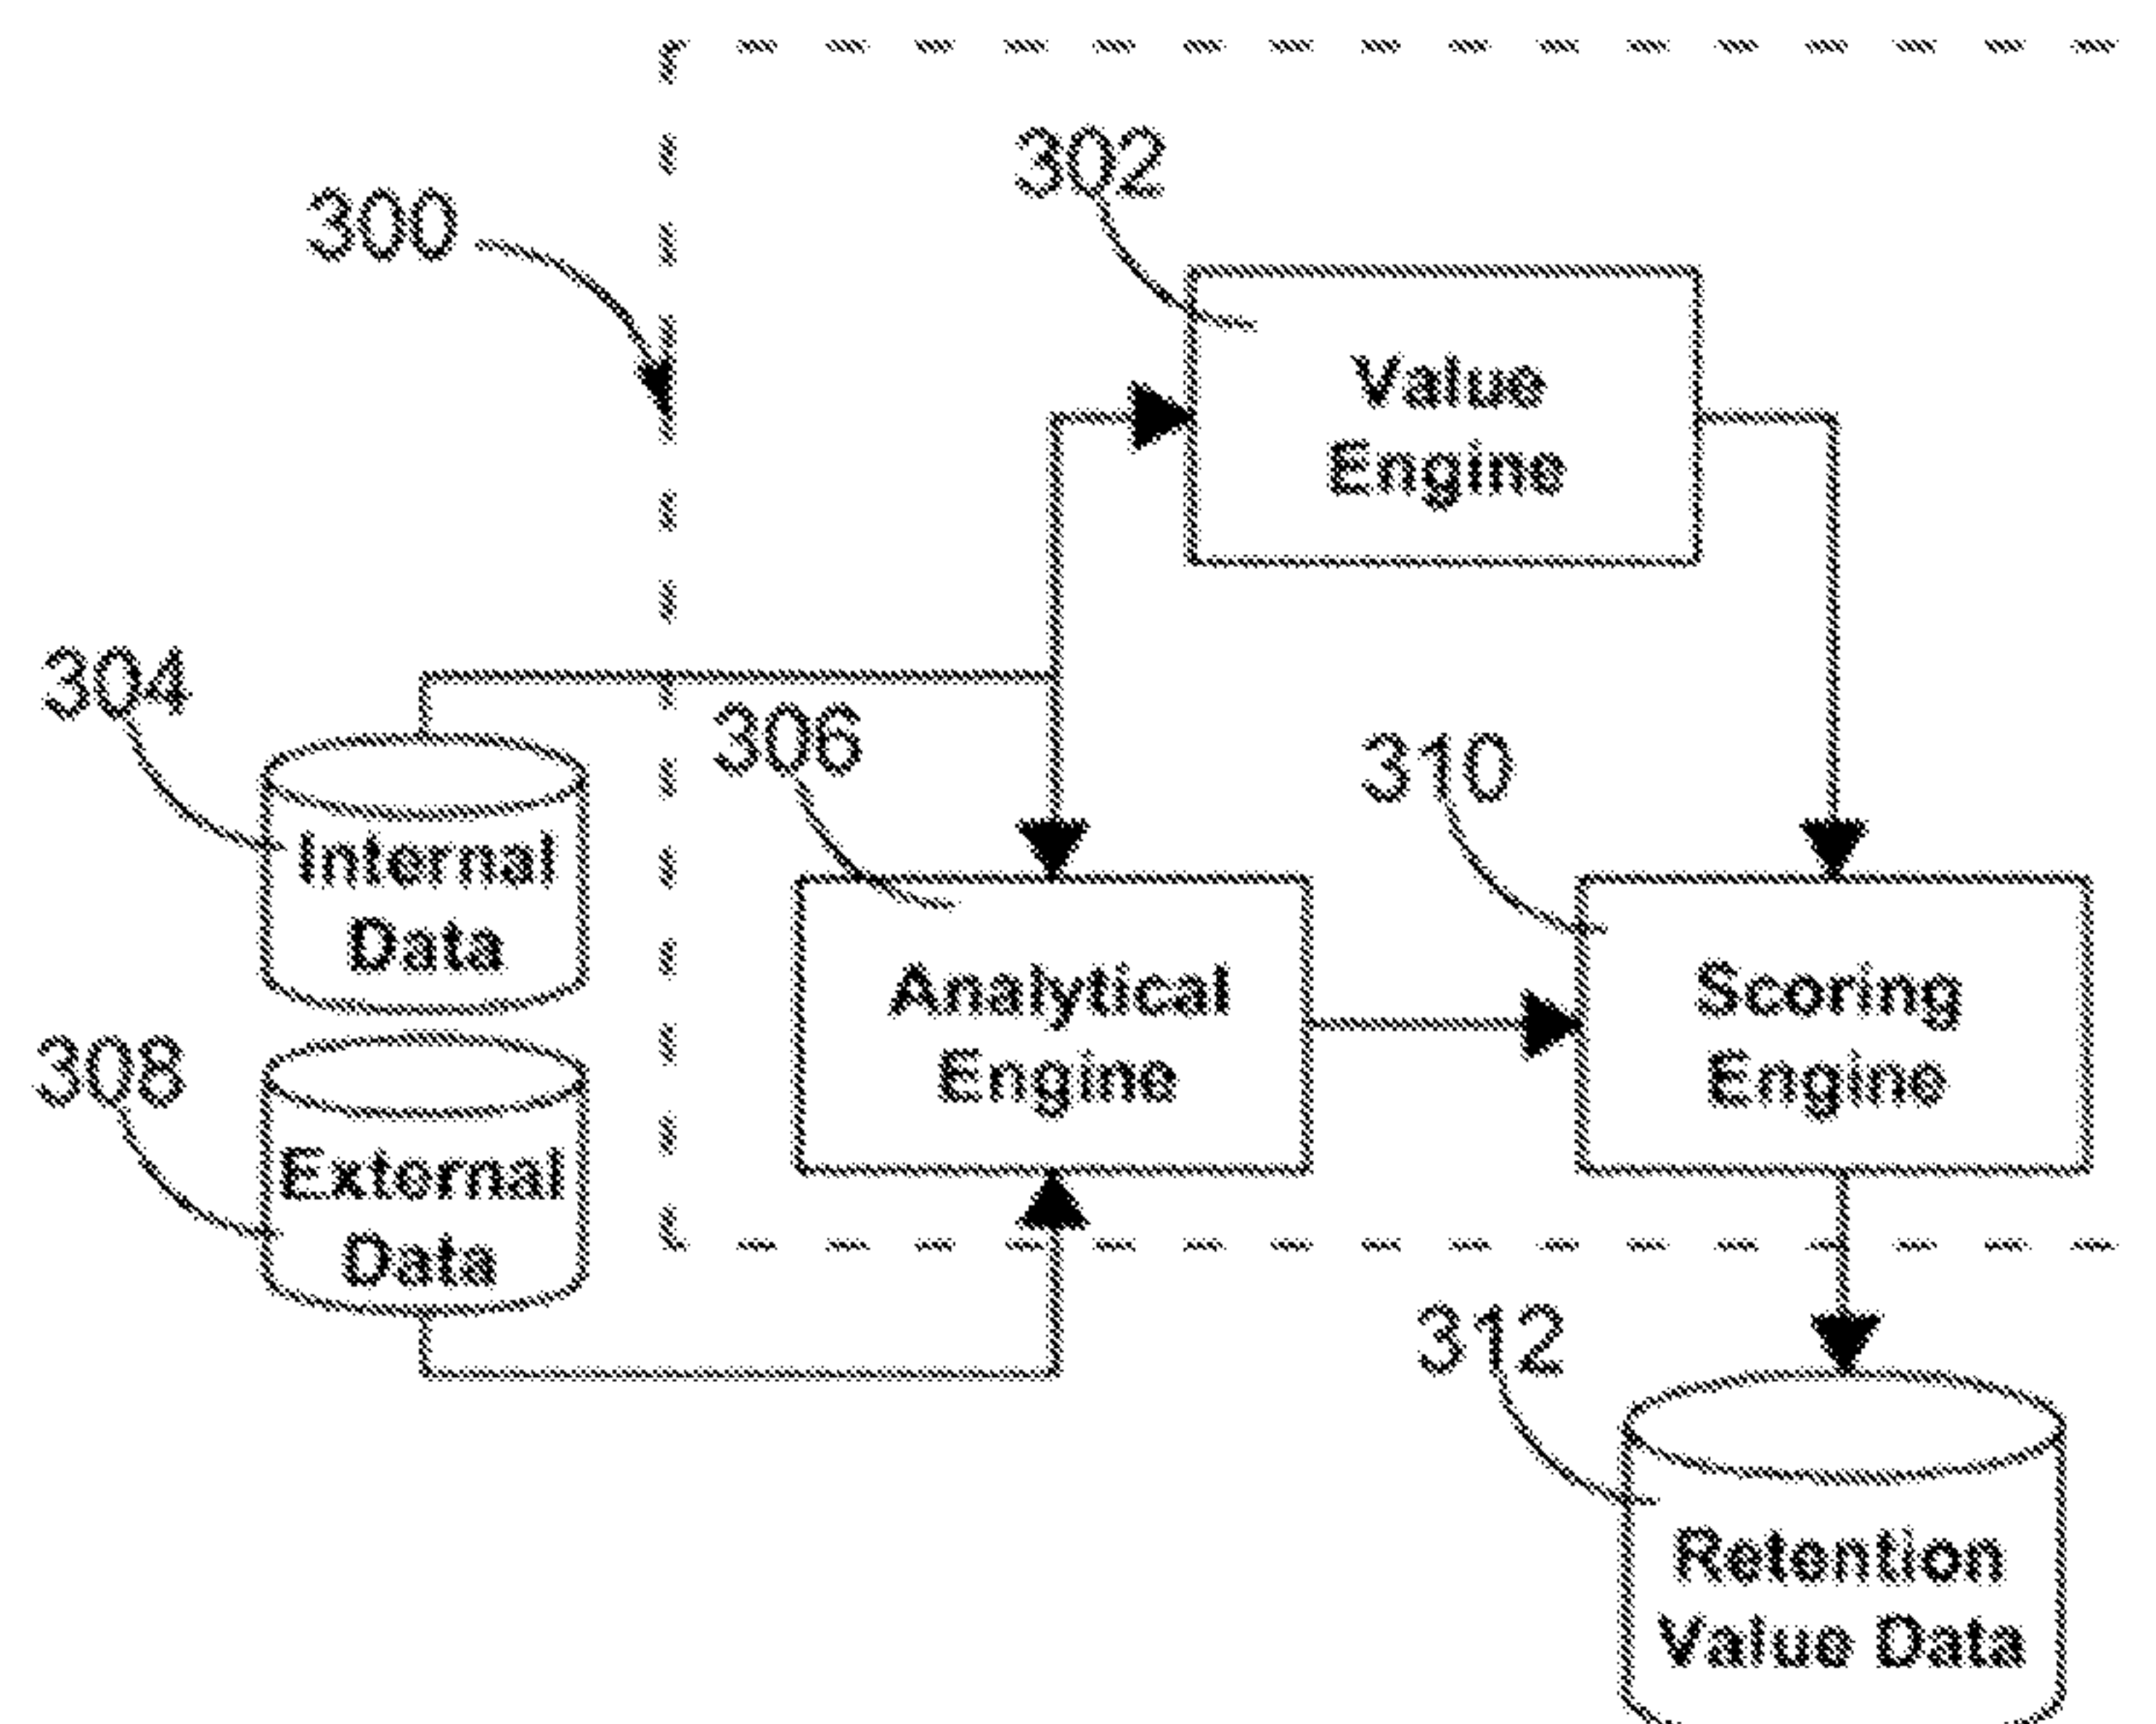 302
300
Value
Engine
304
306
310
Internal
Data
Analytical
Engine
Scoring
Engine
308
External
Data
312
Retention
Value Data